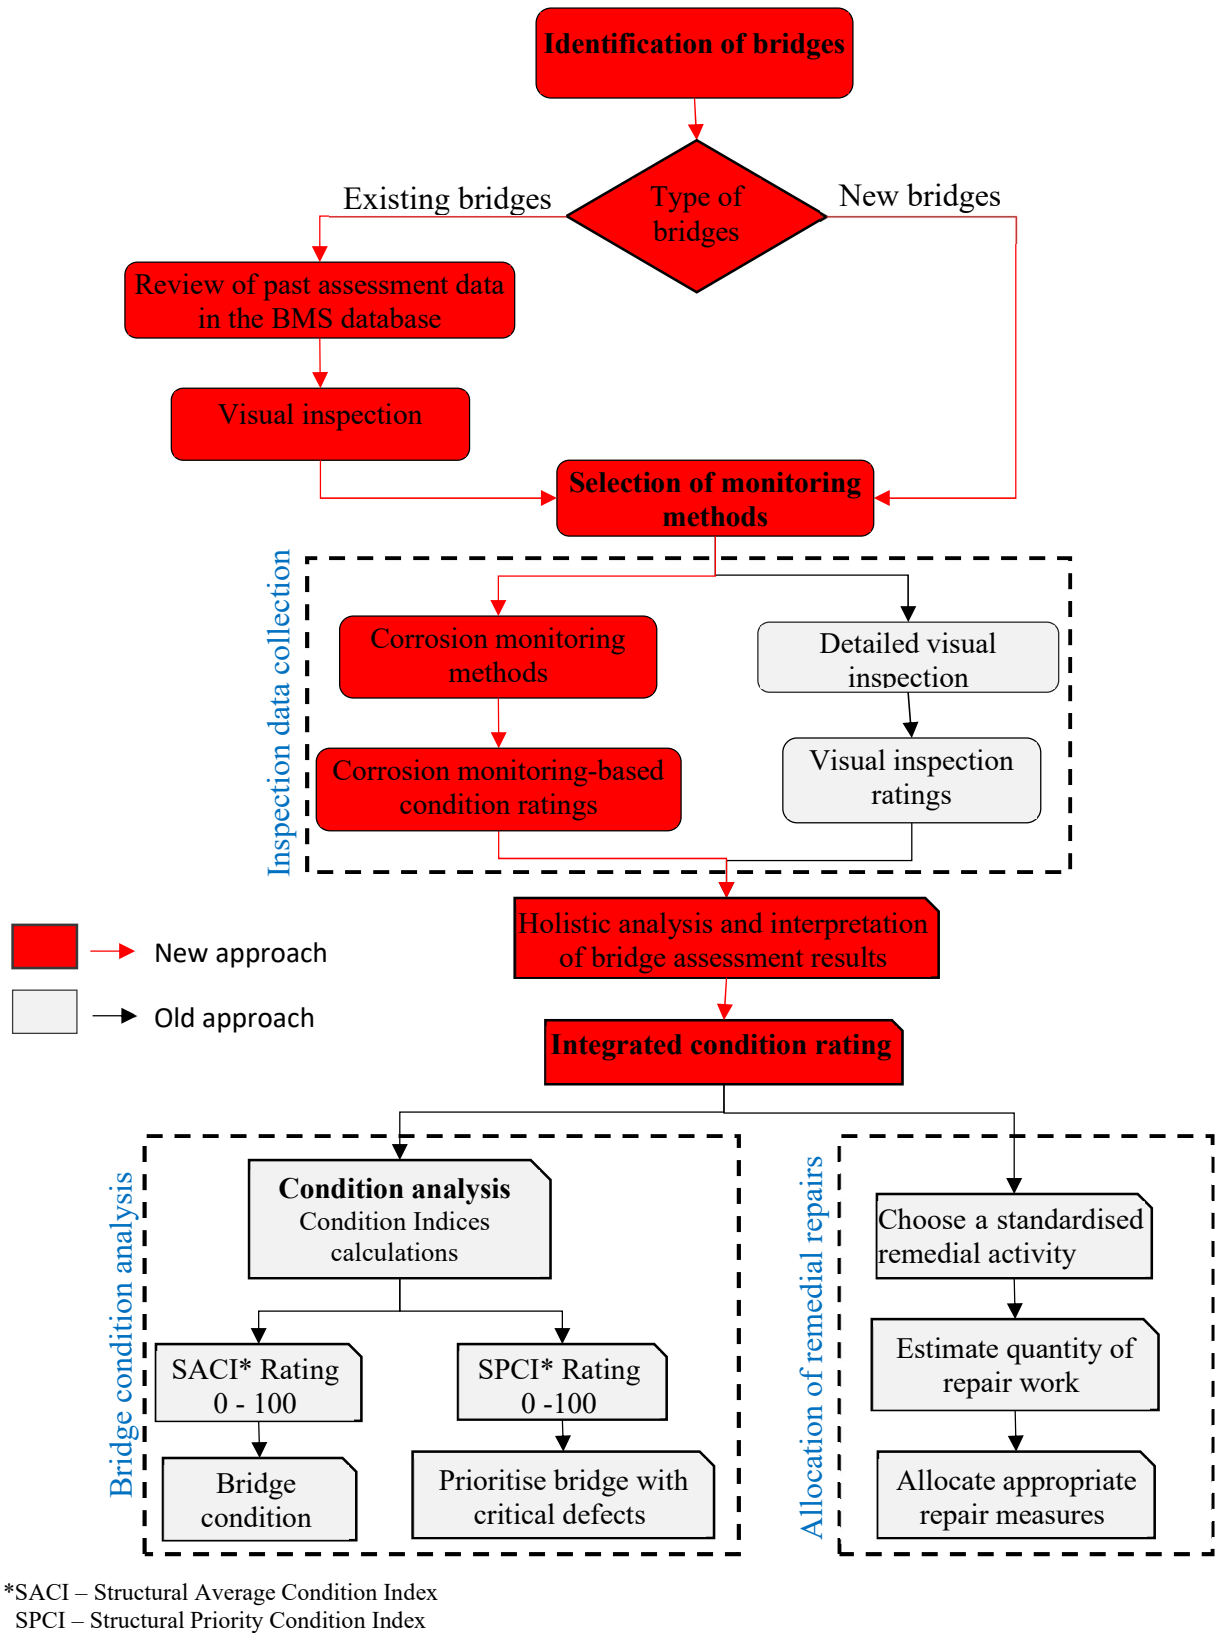 Identification of bridges
Type of
bridges
Existing bridges
New bridges
Review of past assessment data
in the BMS database
Visual inspection
Selection of monitoring
methods
Inspection data collection
Corrosion monitoring
methods
Detailed visual
inspection
Corrosion monitoring-based
condition ratings
Visual inspection
ratings
Holistic analysis and interpretation
of bridge assessment results
New approach
Old approach
Integrated condition rating
Bridge condition analysis
Condition analysis
Condition Indices
calculations
SACI* Rating
0 - 100
SPCI* Rating
0 -100
Bridge
condition
Prioritise bridge with
critical defects
Allocation of remedial repairs
Choose a standardised
remedial activity
Estimate quantity of
repair work
Allocate appropriate
repair measures
*SACI – Structural Average Condition Index
SPCI – Structural Priority Condition Index